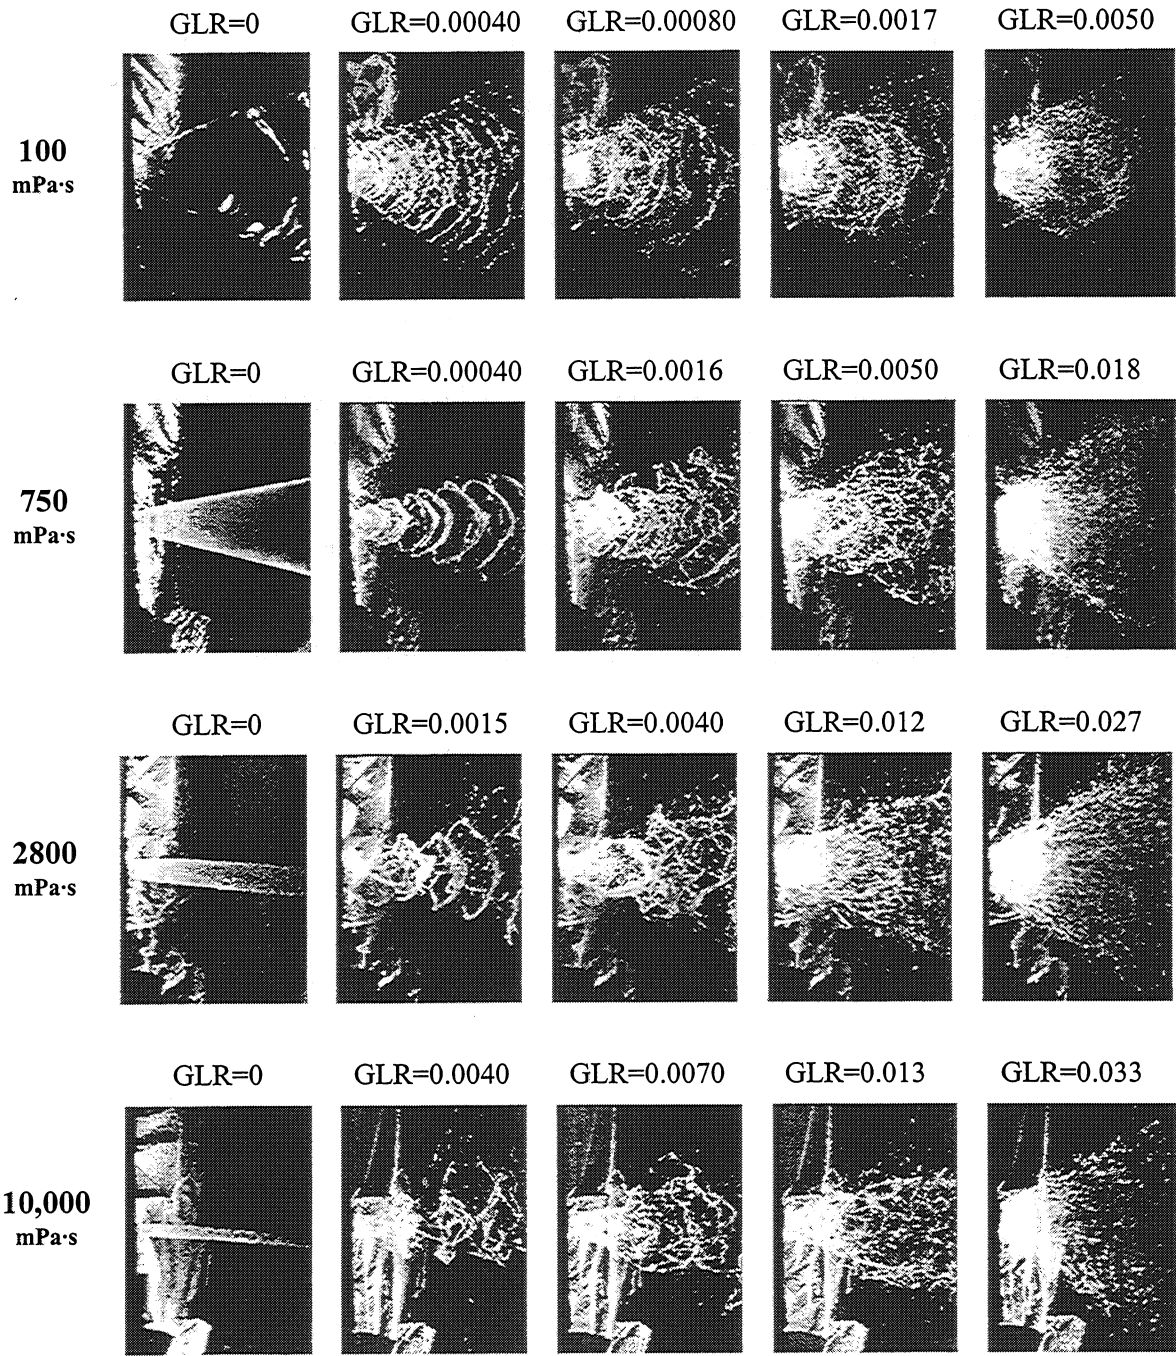 GLR=0 GLR=0.00040 GLR=0.00080 GLR=0.0017 GLR=0.0050
100
mPa·s
GLR=0 GLR=0.00040 GLR=0.0016 GLR=0.0050 GLR=0.018
750
mPa·s
GLR=0 GLR=0.0015 GLR=0.0040 GLR=0.012 GLR=0.027
2800
mPa·s
GLR=0 GLR=0.0040 GLR=0.0070 GLR=0.013 GLR=0.033
10,000
mPa·s